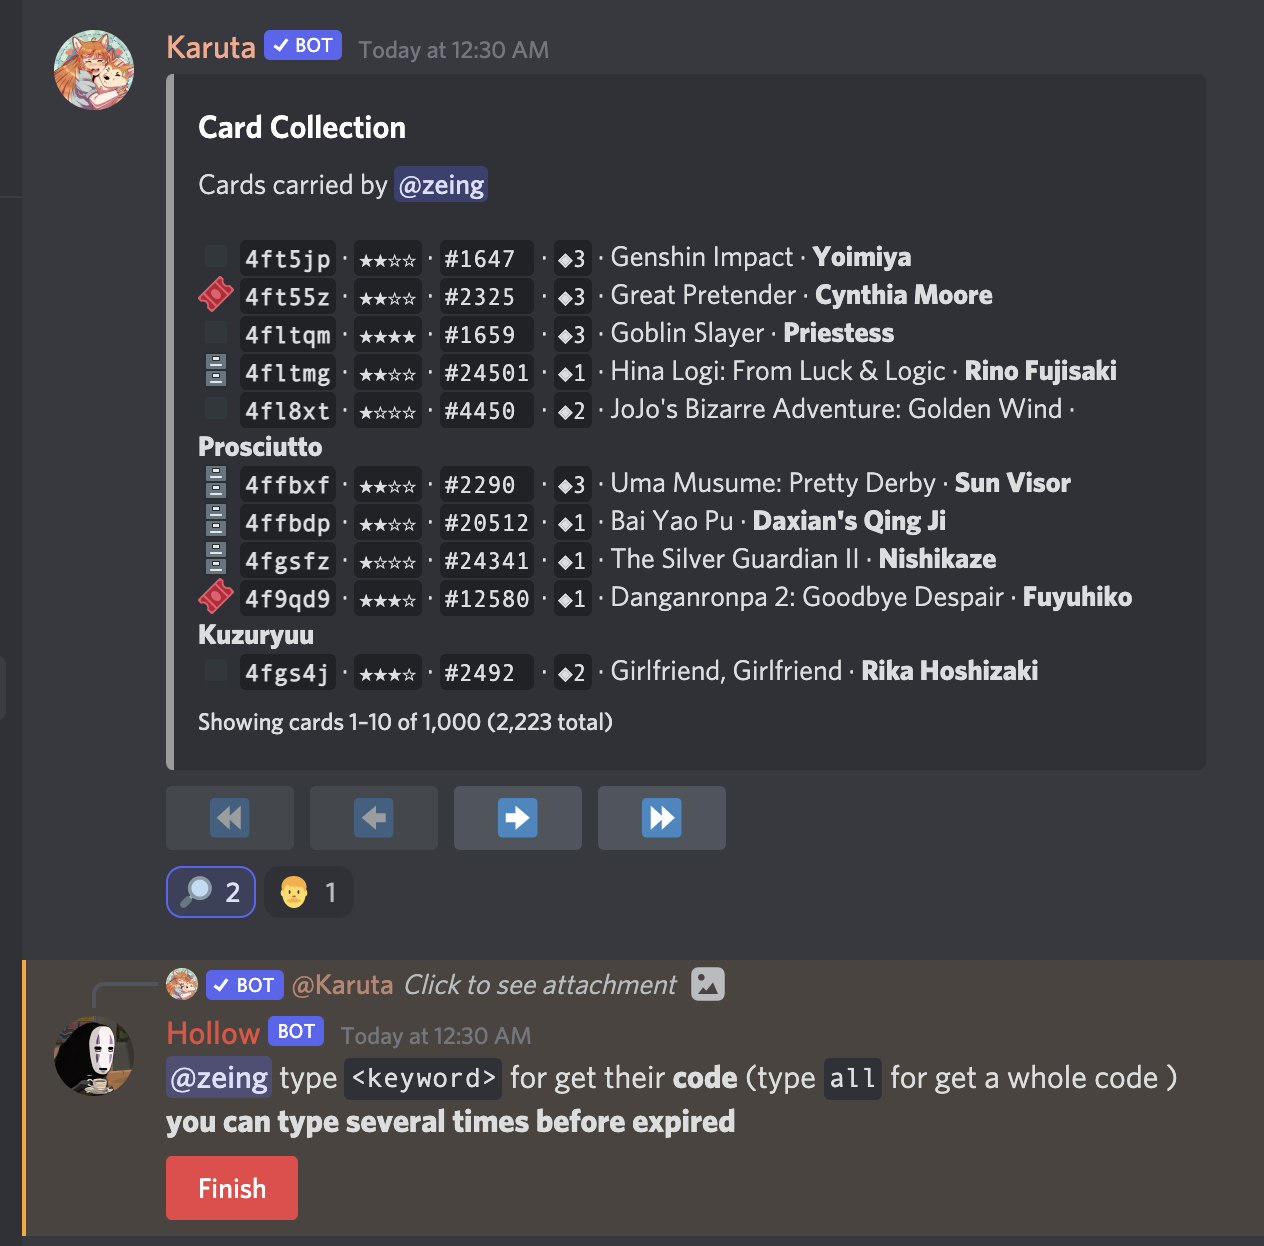 Karuta ✓ BOT Today at 12:30 AM
Card Collection
Cards carried by @zeing
4ft5jp · ★★☆☆ · #1647 · ◈3 · Genshin Impact · Yoimiya
4ft55z · ★★☆☆ · #2325 · ◈3 · Great Pretender · Cynthia Moore
4fltqm · ★★★★ · #1659 · ◈3 · Goblin Slayer · Priestess
4fltmg · ★★☆☆ · #24501 · ◈1 · Hina Logi: From Luck & Logic · Rino Fujisaki
4fl8xt · ★☆☆☆ · #4450 · ◈2 · JoJo's Bizarre Adventure: Golden Wind ·
Prosciutto
4ffbxf · ★★☆☆ · #2290 · ◈3 · Uma Musume: Pretty Derby · Sun Visor
4ffbdp · ★★☆☆ · #20512 · ◈1 · Bai Yao Pu · Daxian's Qing Ji
4fgsfz · ★☆☆☆ · #24341 · ◈1 · The Silver Guardian II · Nishikaze
4f9qd9 · ★★★☆ · #12580 · ◈1 · Danganronpa 2: Goodbye Despair · Fuyuhiko
Kuzuryuu
4fgs4j · ★★★☆ · #2492 · ◈2 · Girlfriend, Girlfriend · Rika Hoshizaki
Showing cards 1–10 of 1,000 (2,223 total)
2 1
✓ BOT @Karuta Click to see attachment
Hollow BOT Today at 12:30 AM
@zeing type <keyword> for get their code (type all for get a whole code )
you can type several times before expired
Finish